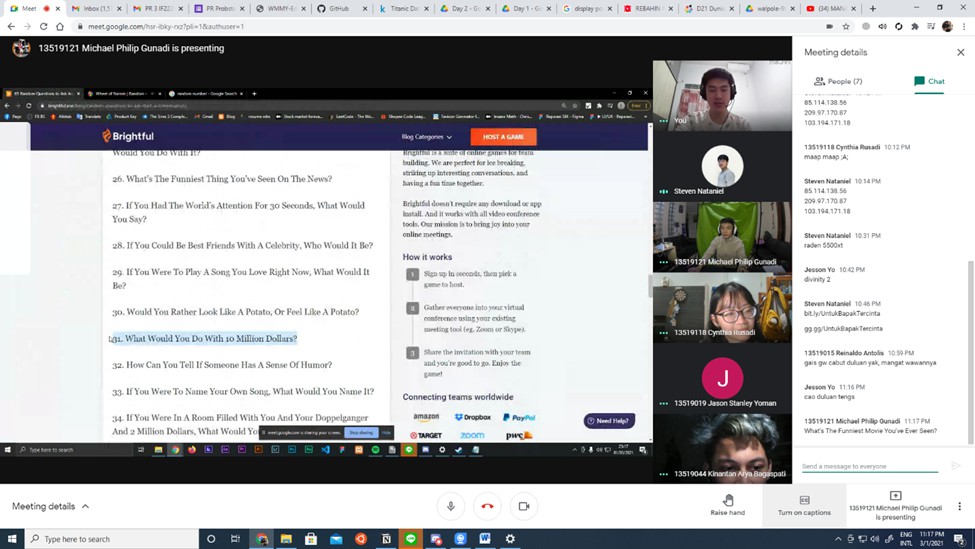 Meet
Inbox (1,5
PR 3 IF22
PR Probsta
WMMY-E
GitHub
Titanic Da
Day 2 - G
Day 1 - G
display po
REBAHIN
D21 Duni
walpole-9
(34) MAIN
meet.google.com/hsr-ibky-rxz?pli=1&authuser=1
13519121 Michael Philip Gunadi is presenting
Brightful
Blog Categories
HOST A GAME
Would You Do With It?
26. What's The Funniest Thing You've Seen On The News?
27. If You Had The World's Attention For 30 Seconds, What Would
You Say?
28. If You Could Be Best Friends With A Celebrity, Who Would It Be?
29. If You Were To Play A Song You Love Right Now, What Would It
Be?
30. Would You Rather Look Like A Potato, Or Feel Like A Potato?
31. What Would You Do With 10 Million Dollars?
32. How Can You Tell If Someone Has A Sense Of Humor?
33. If You Were To Name Your Own Song, What Would You Name It?
34. If You Were In A Room Filled With You And Your Doppelganger
And 2 Million Dollars, What Would Yo
Brightful is a suite of online games for team
building. We are perfect for ice breaking,
striking up interesting conversations, and
having a fun time together.
Brightful doesn't require any download or app
install. And it works with all video conference
tools. Our mission is to bring joy into your
online meetings.
How it works
1
Sign up in seconds, then pick a
game to host.
2
Gather everyone into your virtual
conference using your existing
meeting tool (eg. Zoom or Skype).
3
Share the invitation with your team
and you're good to go. Enjoy the
game!
Connecting teams worldwide
amazon
Dropbox
PayPal
TARGET
zoom
pwc
Need Help?
meet.google.com is sharing your screen.
Stop sharing
Hide
Type here to search
23:17
You
Steven Nataniel
13519121 Michael Philip Gunadi
13519118 Cynthia Rusadi
J
13519019 Jason Stanley Yoman
13519044 Kinantan Arya Bagaspati
Meeting details
People (7)
Chat
85.114.138.56
209.97.170.87
103.194.171.18
13519118 Cynthia Rusadi 10:12 PM
maap maap ;A;
Steven Nataniel 10:14 PM
85.114.138.56
209.97.170.87
103.194.171.18
Steven Nataniel 10:31 PM
raden 5500xt
Jesson Yo 10:42 PM
divinity 2
Steven Nataniel 10:46 PM
bit.ly/UntukBapakTercinta
gg.gg/UntukBapakTercinta
13519015 Reinaldo Antolis 10:59 PM
gais gw cabut duluan yak, mangat wawannya
Jesson Yo 11:16 PM
cao duluan tengs
13519121 Michael Philip Gunadi 11:17 PM
What's The Funniest Movie You've Ever Seen?
Send a message to everyone
Meeting details
Raise hand
Turn on captions
13519121 Michael Philip Gunadi
is presenting
Type here to search
ENG
INTL
11:17 PM
3/1/2021